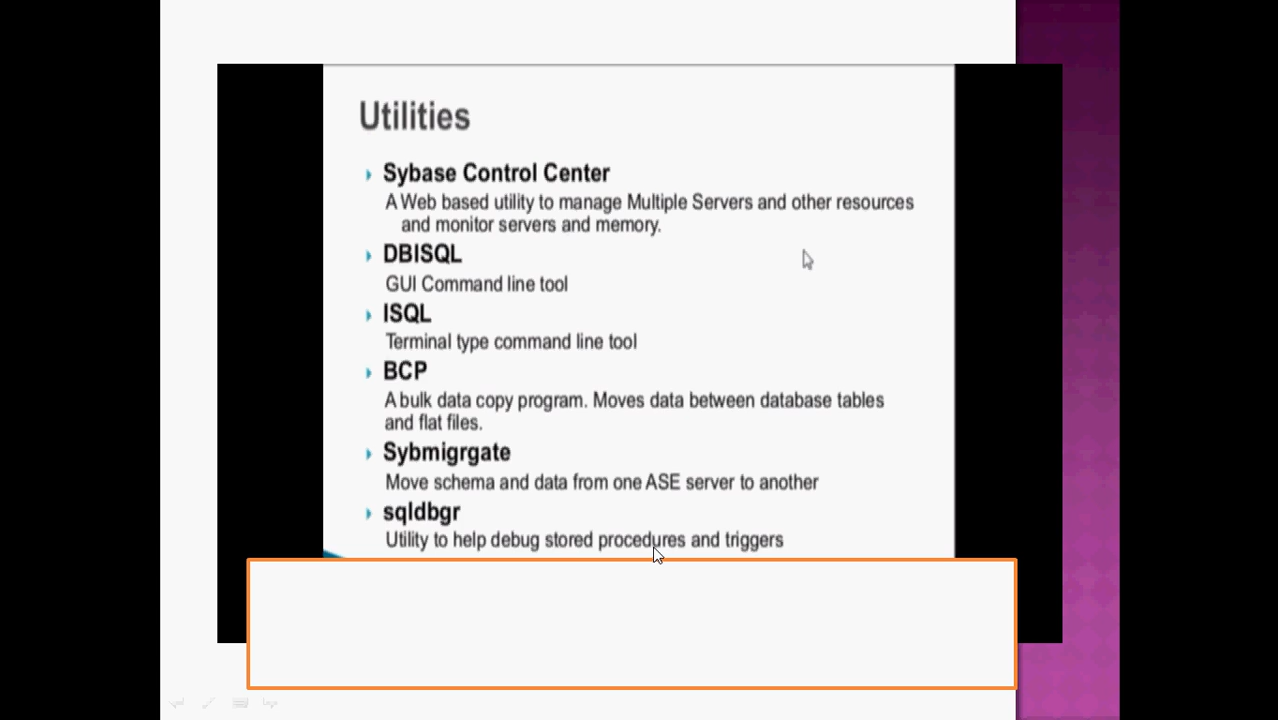 Utilities
Sybase Control Center
A Web based utility to manage Multiple Servers and other resources
and monitor servers and memory.
DBISQL
GUI Command line tool
ISQL
Terminal type command line tool
BCP
A bulk data copy program. Moves data between database tables
and flat files.
Sybmigrgate
Move schema and data from one ASE server to another
sqldbgr
Utility to help debug stored procedures and triggers